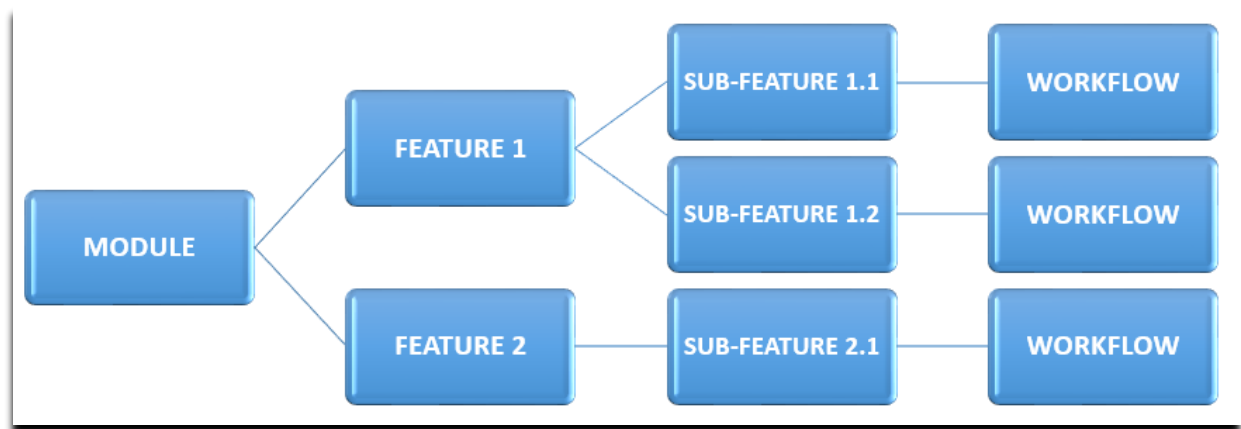 SUB-FEATURE 1.1
WORKFLOW
FEATURE 1
SUB-FEATURE 1.2
WORKFLOW
MODULE
FEATURE 2
SUB-FEATURE 2.1
WORKFLOW